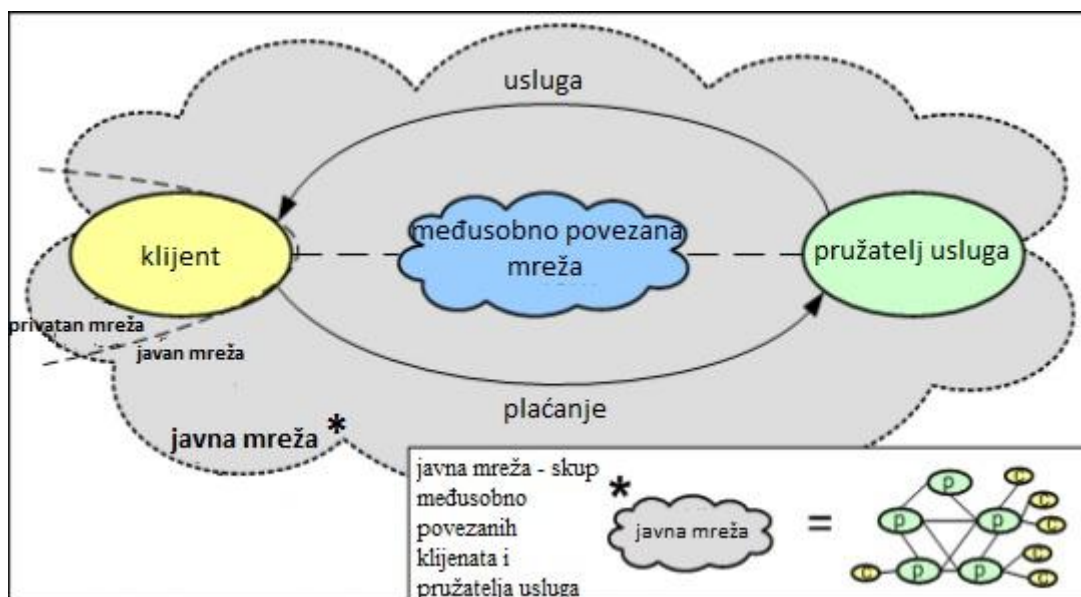 usluga
međusobno povezana
mreža
klijent
pružatelj usluga
privatan mreža
javan mreža
plaćanje
javna mreža *
javna mreža - skup
međusobno
povezanih
klijenata i
pružatelja usluga
*
javna mreža
=
p
p
p
p
p
c
c
c
c
c
c